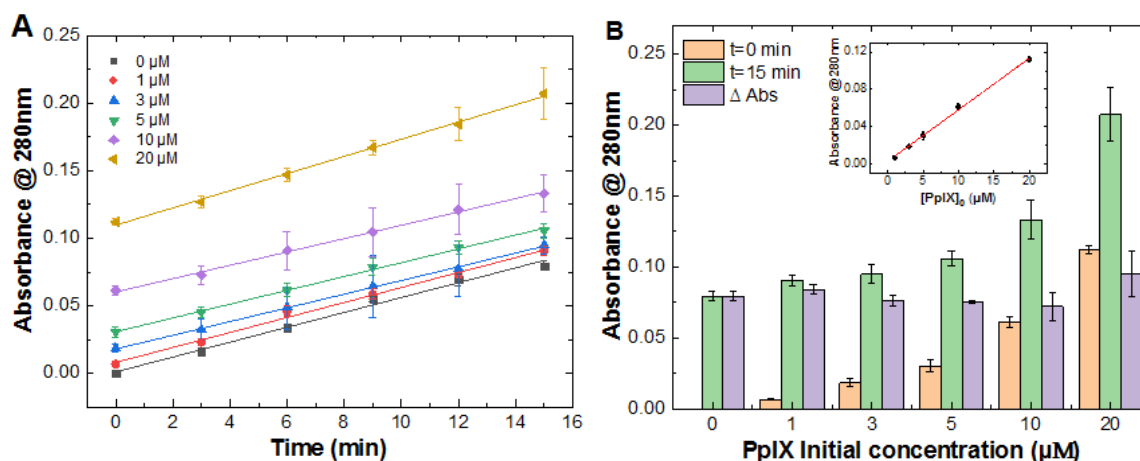 A
Absorbance @ 280nm
0.25
0.20
0.15
0.10
0.05
0.00
0 µM
1 µM
3 µM
5 µM
10 µM
20 µM
0 2 4 6 8 10 12 14 16
Time (min)
B
Absorbance @ 280nm
0.25
0.20
0.15
0.10
0.05
0.00
t=0 min
t=15 min
Δ Abs
Absorbance @280nm
0.12
0.08
0.04
0.00
0 5 10 15 20
[PpIX]₀ (µM)
0 1 3 5 10 20
PpIX Initial concentration (µM)